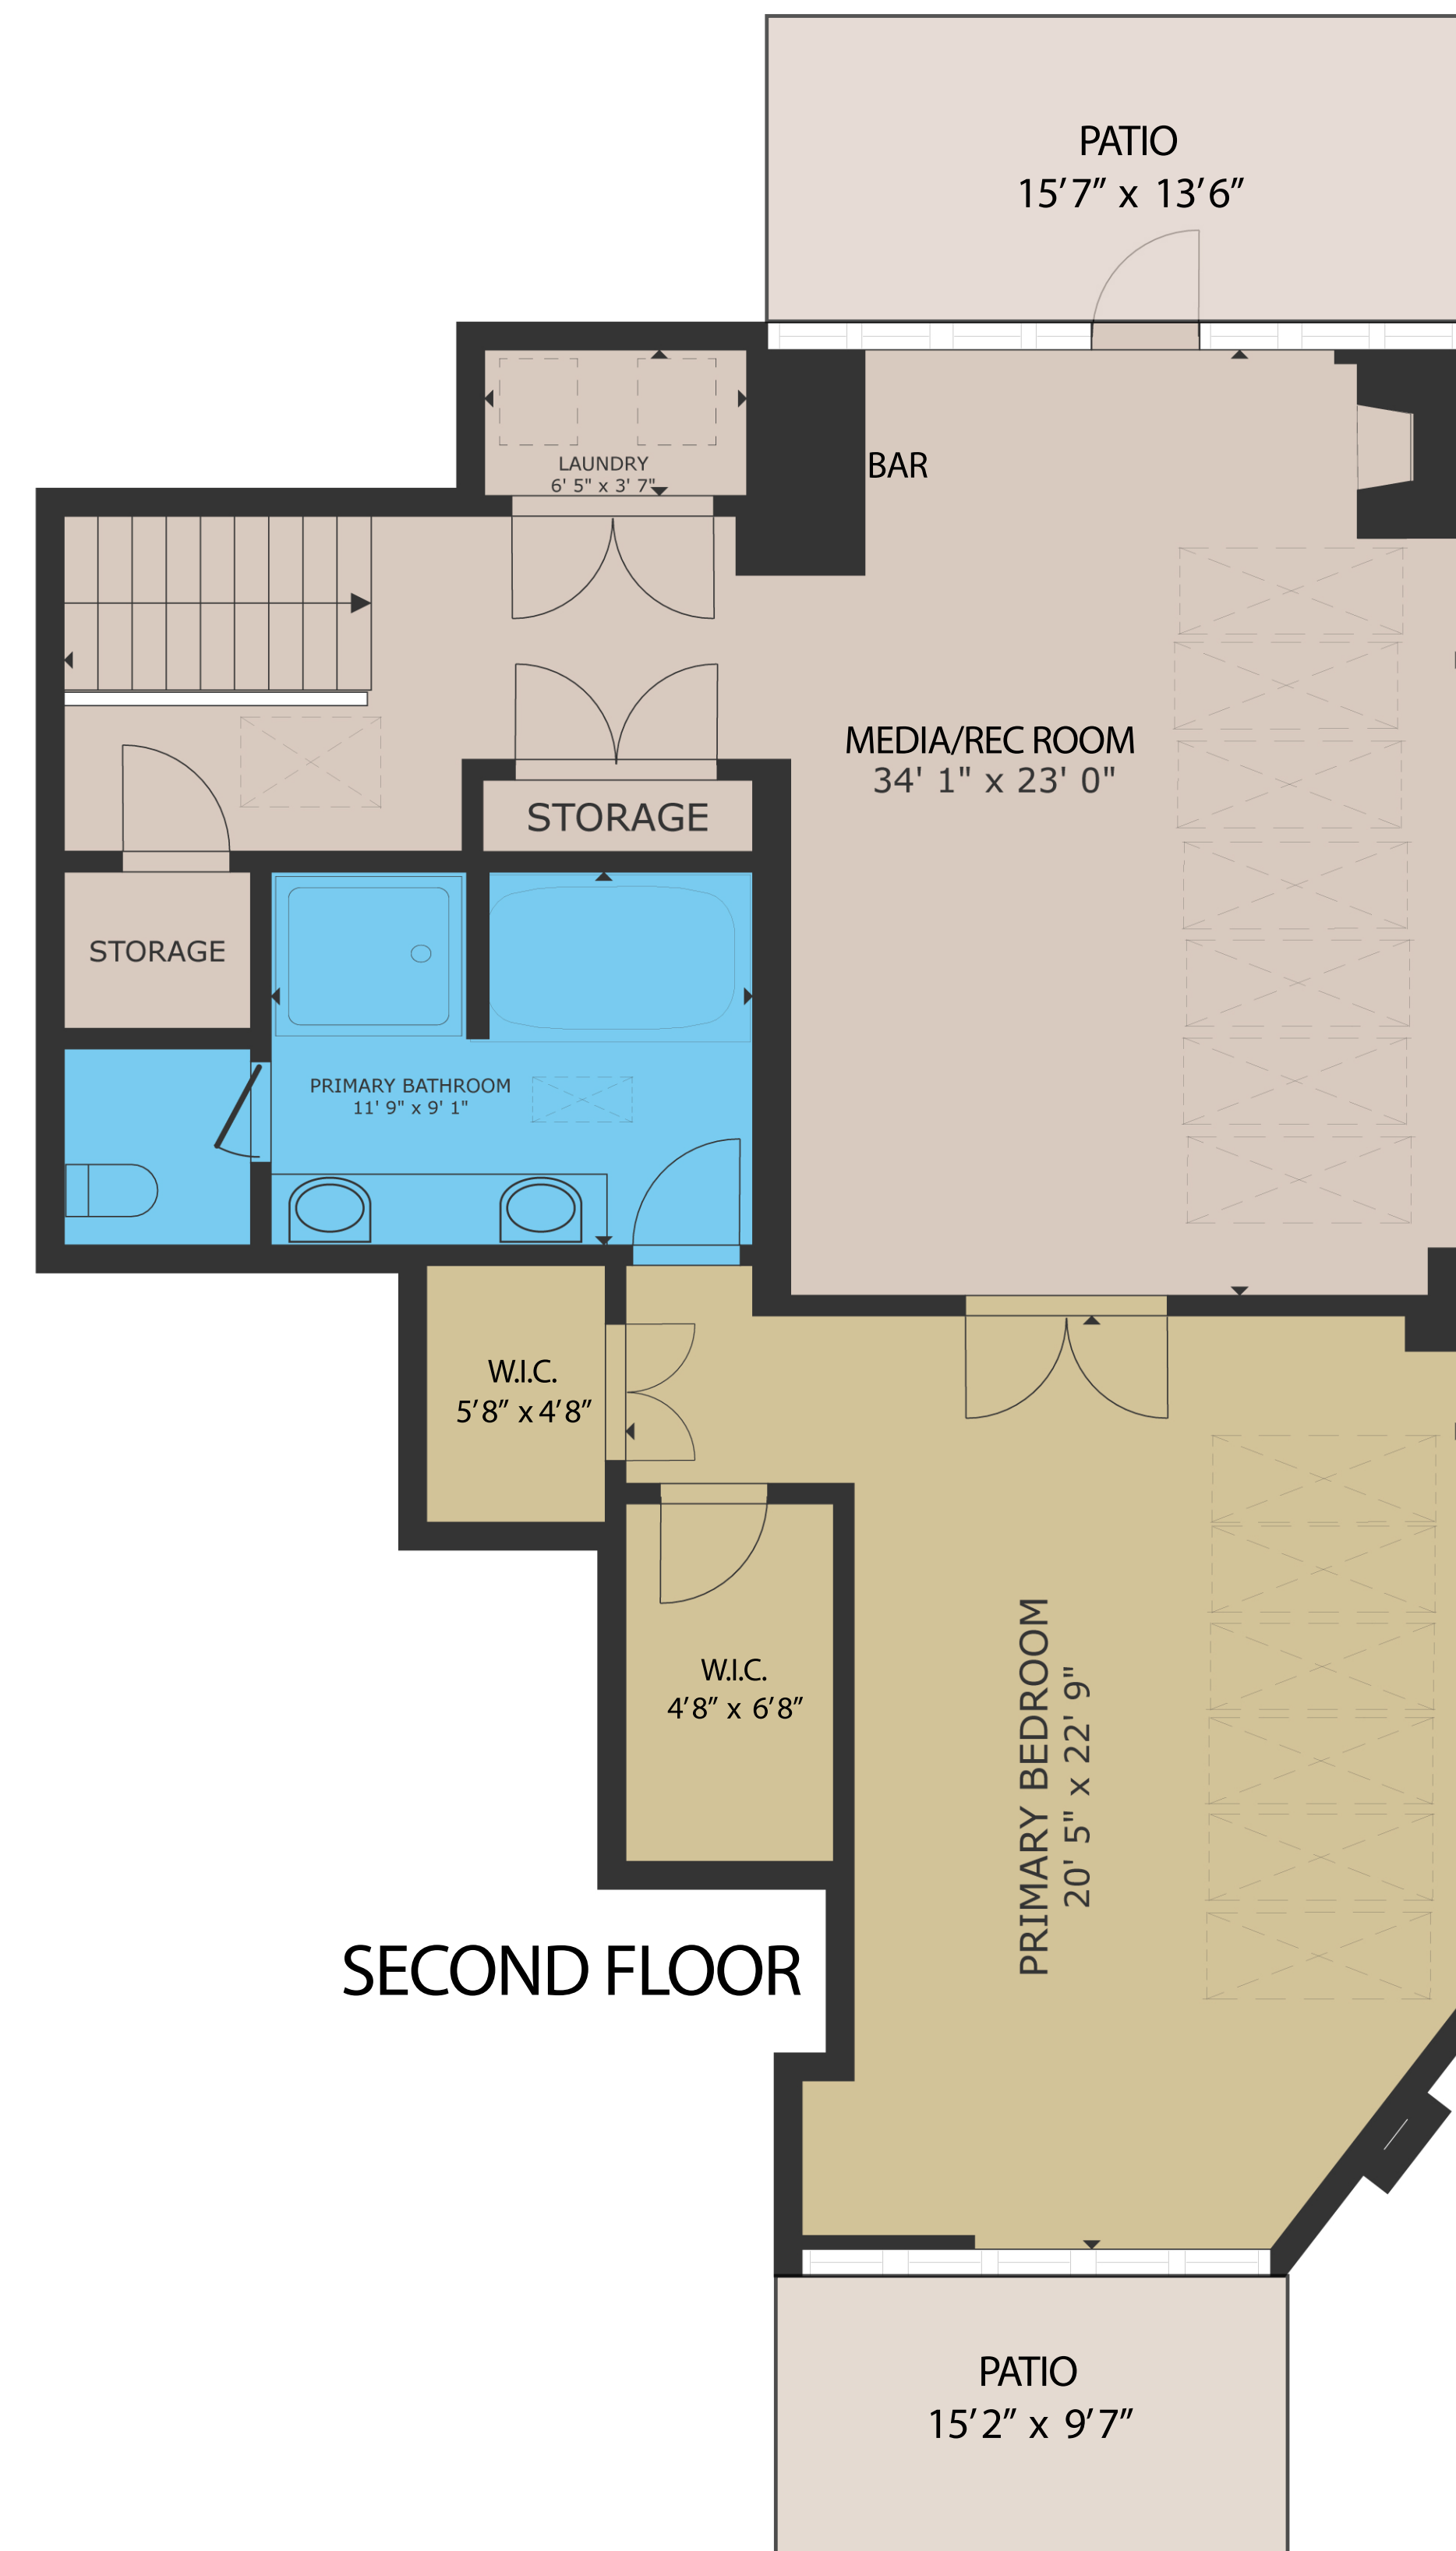 PATIO
15’7” x 13’6”
BAR
LAUNDRY
6' 5" x 3' 7"
MEDIA/REC ROOM
34' 1" x 23' 0"
STORAGE
STORAGE
PRIMARY BATHROOM
11' 9" x 9' 1"
W.I.C.
5’8” x 4’8”
W.I.C.
4’8” x 6’8”
PRIMARY BEDROOM
20' 5" x 22' 9"
SECOND FLOOR
PATIO
15’2” x 9’7”